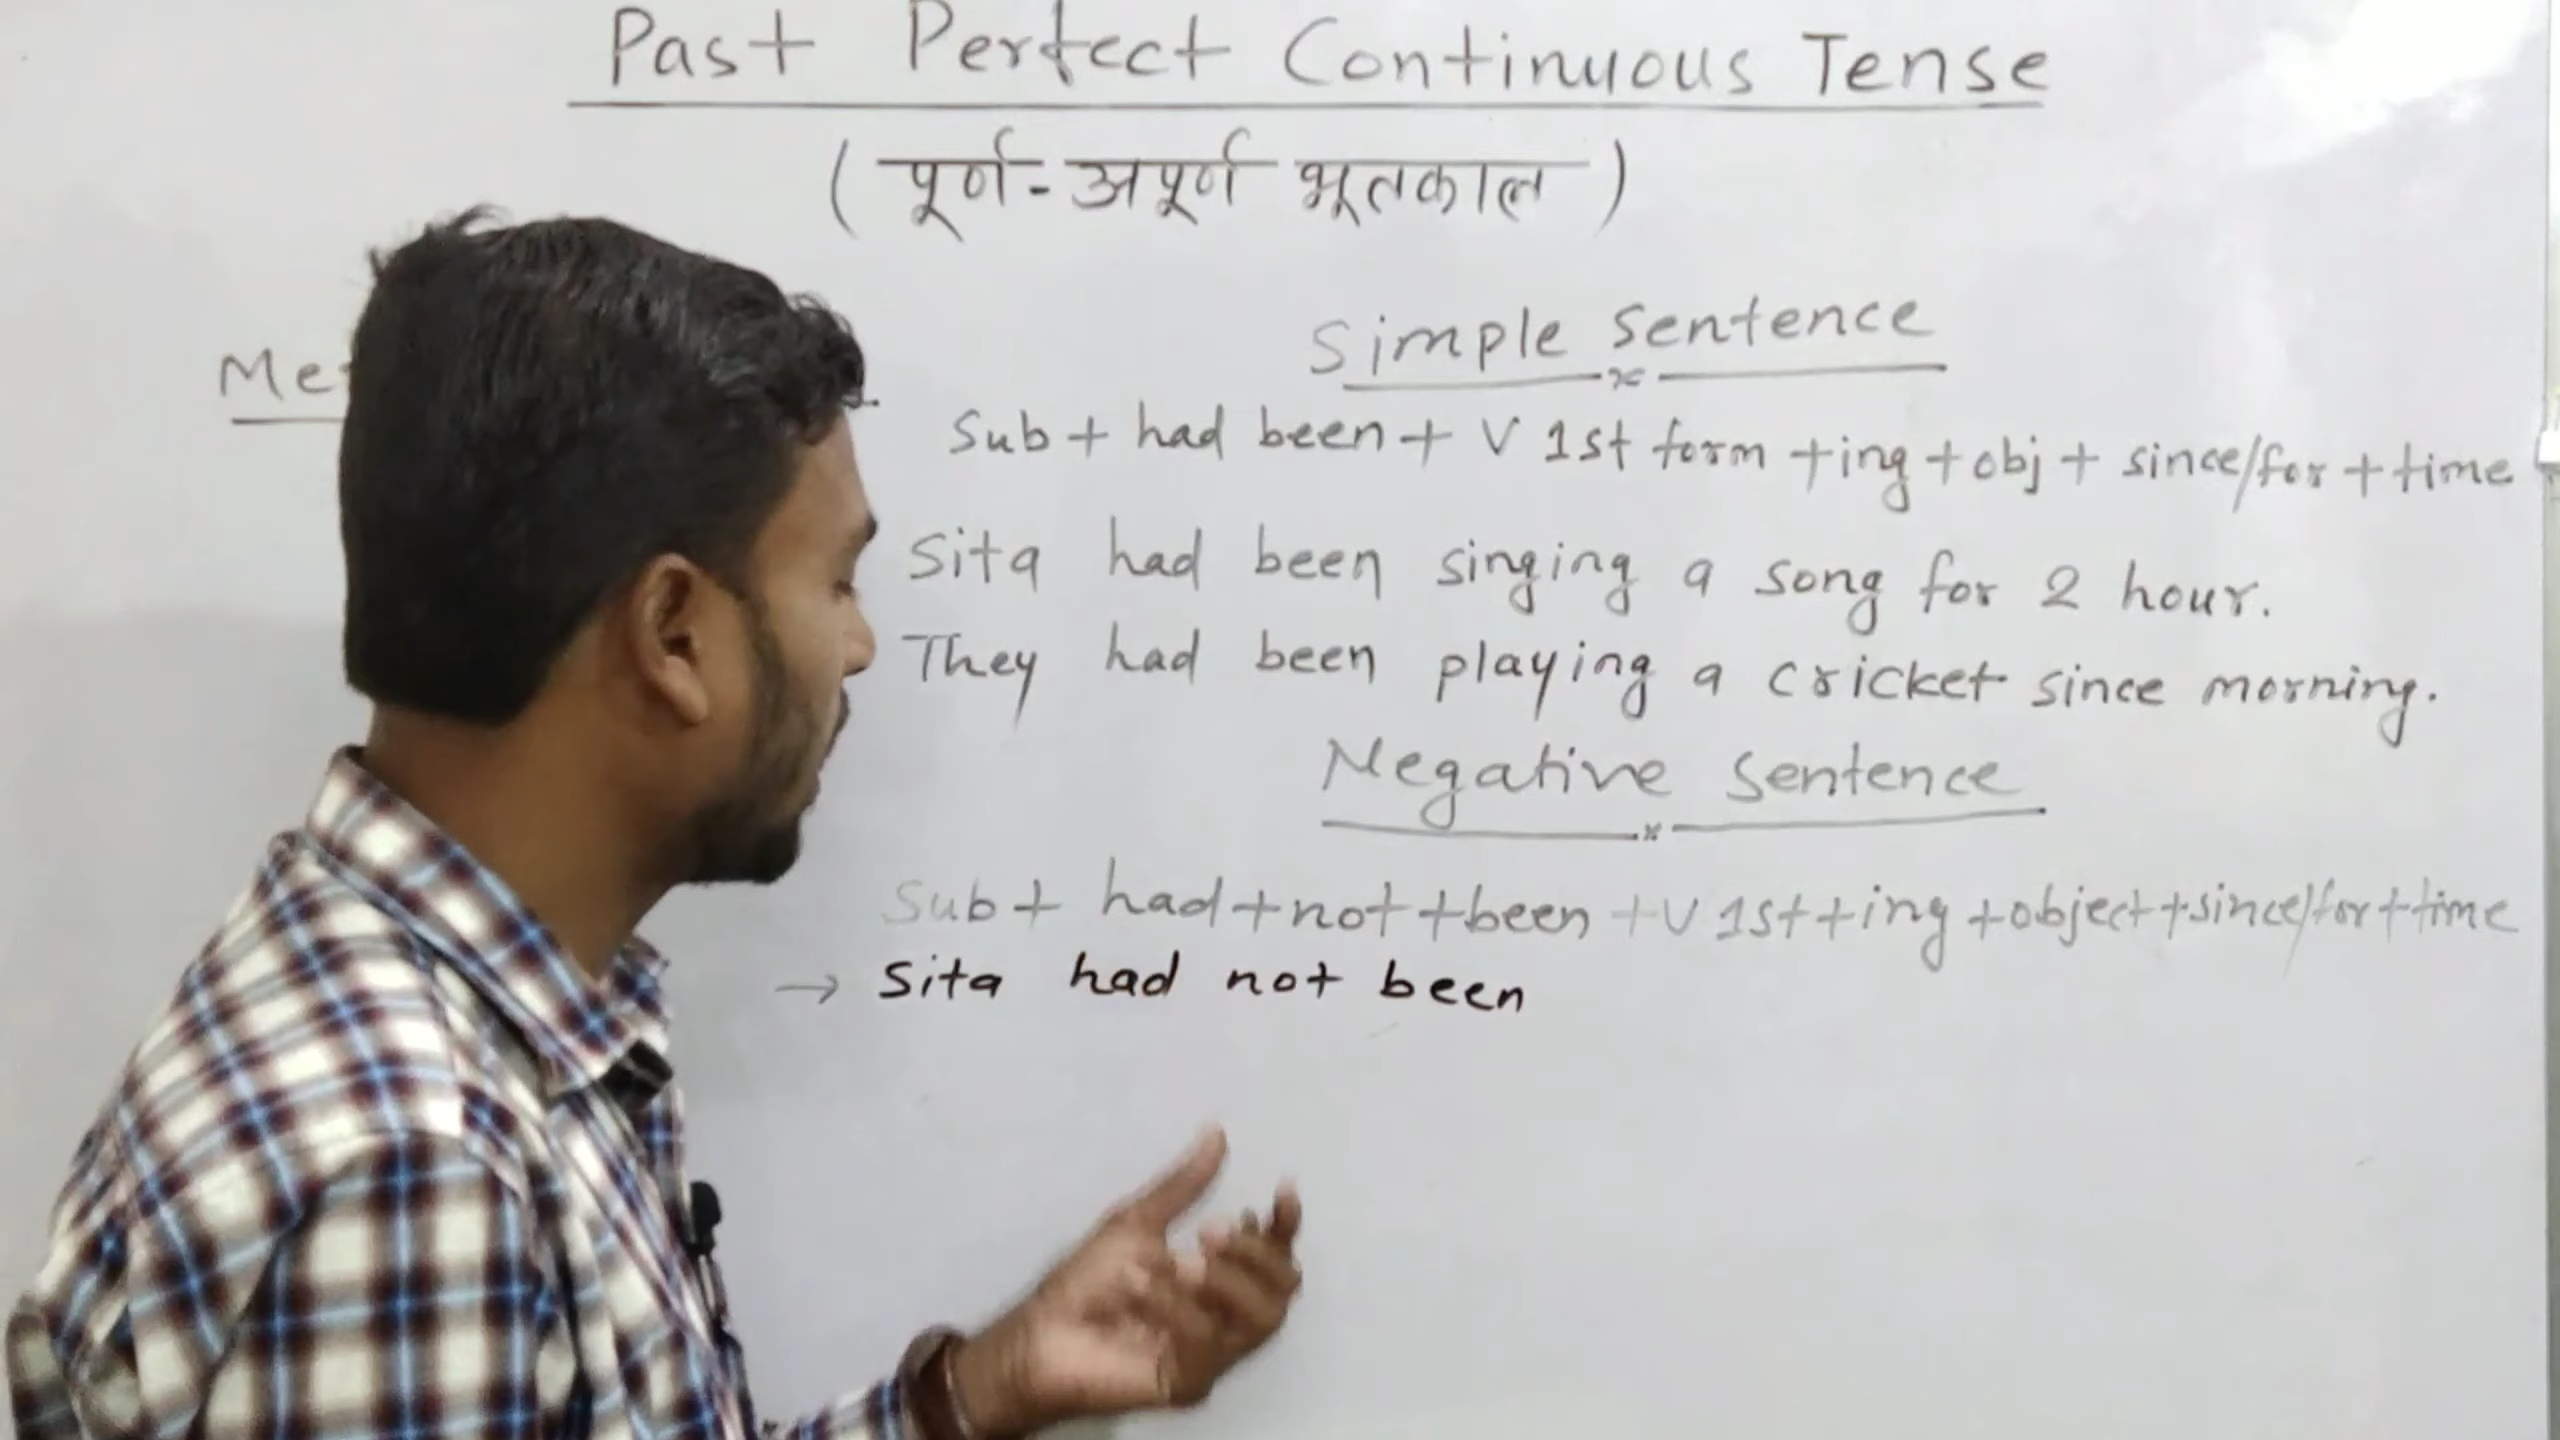 Past Perfect Continuous Tense
(पूर्ण-अपूर्ण भूतकाल)
Simple Sentence
Sub + had been + V 1st form + ing + obj + since/for + time
Sita had been singing a song for 2 hour.
They had been playing a cricket since morning.
Negative Sentence
Sub + had + not + been + V 1st + ing + object + since/for + time
→ Sita had not been